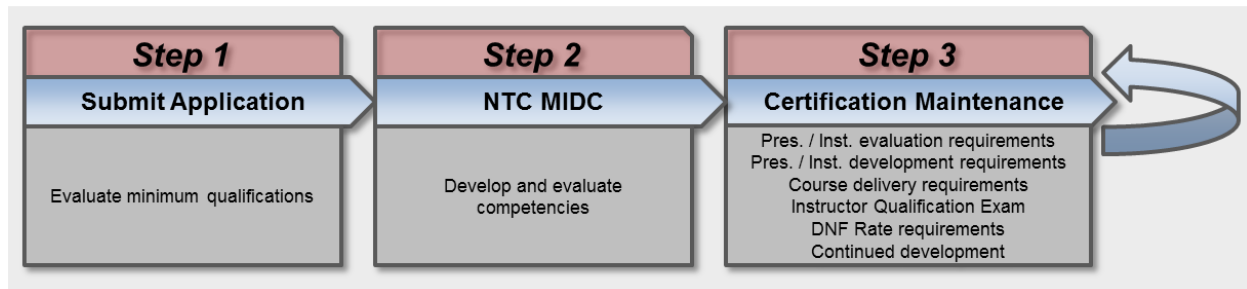 Step 1
Submit Application
Evaluate minimum qualifications
Step 2
NTC MIDC
Develop and evaluate
competencies
Step 3
Certification Maintenance
Pres. / Inst. evaluation requirements
Pres. / Inst. development requirements
Course delivery requirements
Instructor Qualification Exam
DNF Rate requirements
Continued development